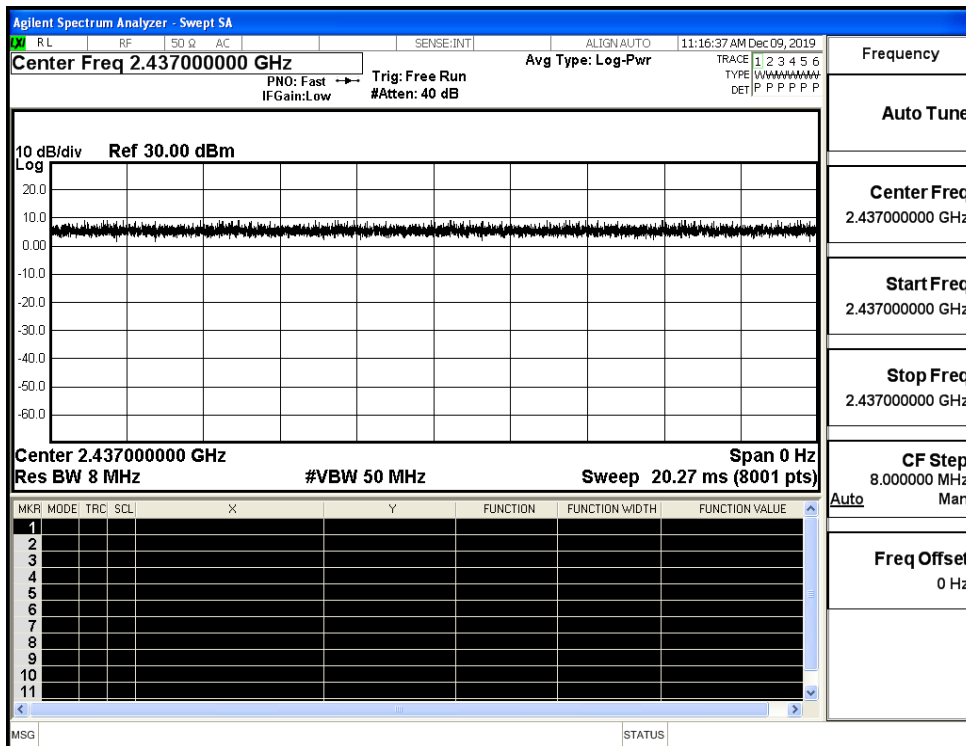 Agilent Spectrum Analyzer - Swept SA
LXI RL RF 50 Ω AC SENSE:INT ALIGN AUTO 11:16:37 AM Dec 09, 2019
Center Freq 2.437000000 GHz
PNO: Fast
IFGain:Low
Trig: Free Run
#Atten: 40 dB
Avg Type: Log-Pwr
TRACE 1 2 3 4 5 6
TYPE
DET P P P P P P
10 dB/div Ref 30.00 dBm
Log
20.0
10.0
0.00
-10.0
-20.0
-30.0
-40.0
-50.0
-60.0
Center 2.437000000 GHz Span 0 Hz
Res BW 8 MHz #VBW 50 MHz Sweep 20.27 ms (8001 pts)
MKR MODE TRC SCL X Y FUNCTION FUNCTION WIDTH FUNCTION VALUE
1
2
3
4
5
6
7
8
9
10
11
MSG STATUS
Frequency
Auto Tune
Center Freq
2.437000000 GHz
Start Freq
2.437000000 GHz
Stop Freq
2.437000000 GHz
CF Step
8.000000 MHz
Auto Man
Freq Offset
0 Hz